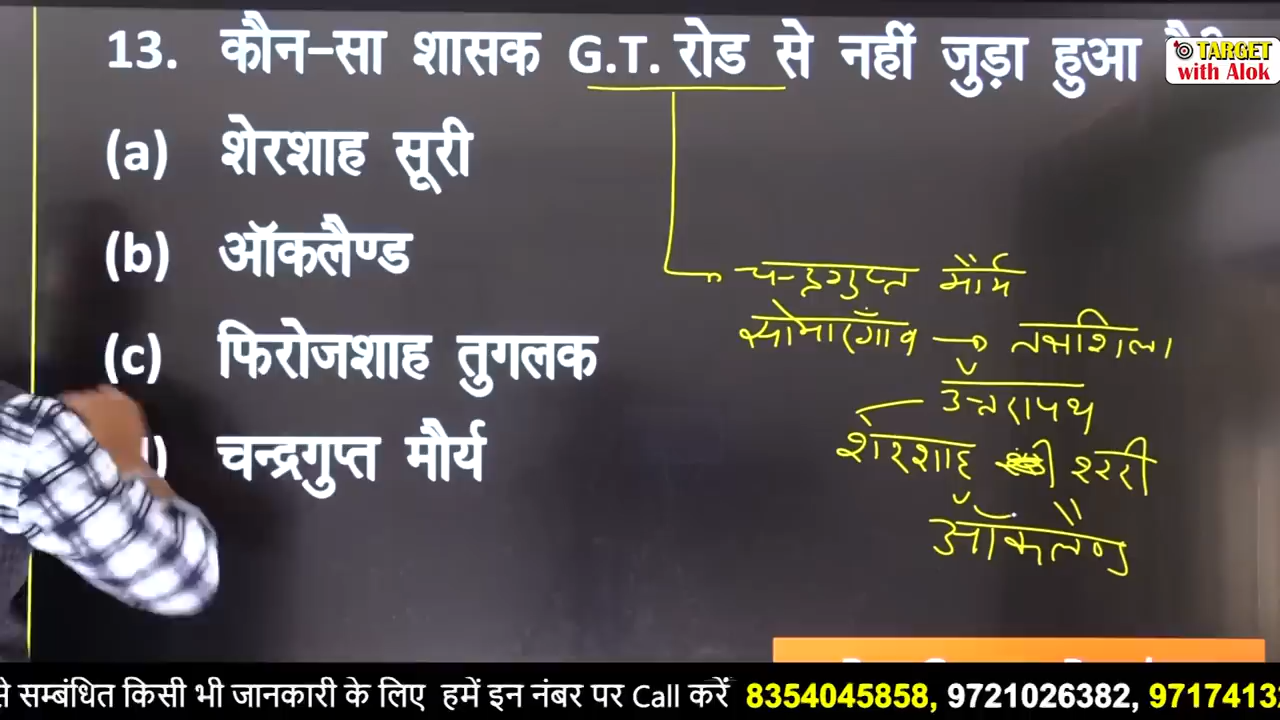 13. कौन-सा शासक G.T. रोड से नहीं जुड़ा हुआ
TARGET
with Alok
(a) शेरशाह सूरी
(b) ऑकलैण्ड
(c) फिरोजशाह तुगलक
चन्द्रगुप्त मौर्य
चन्द्रगुप्त मौर्य
सोनारगाँव → तक्षशिला
उत्तरापथ
शेरशाह
ऑकलैण्ड
से सम्बंधित किसी भी जानकारी के लिए हमें इन नंबर पर Call करें 8354045858, 9721026382, 9717413